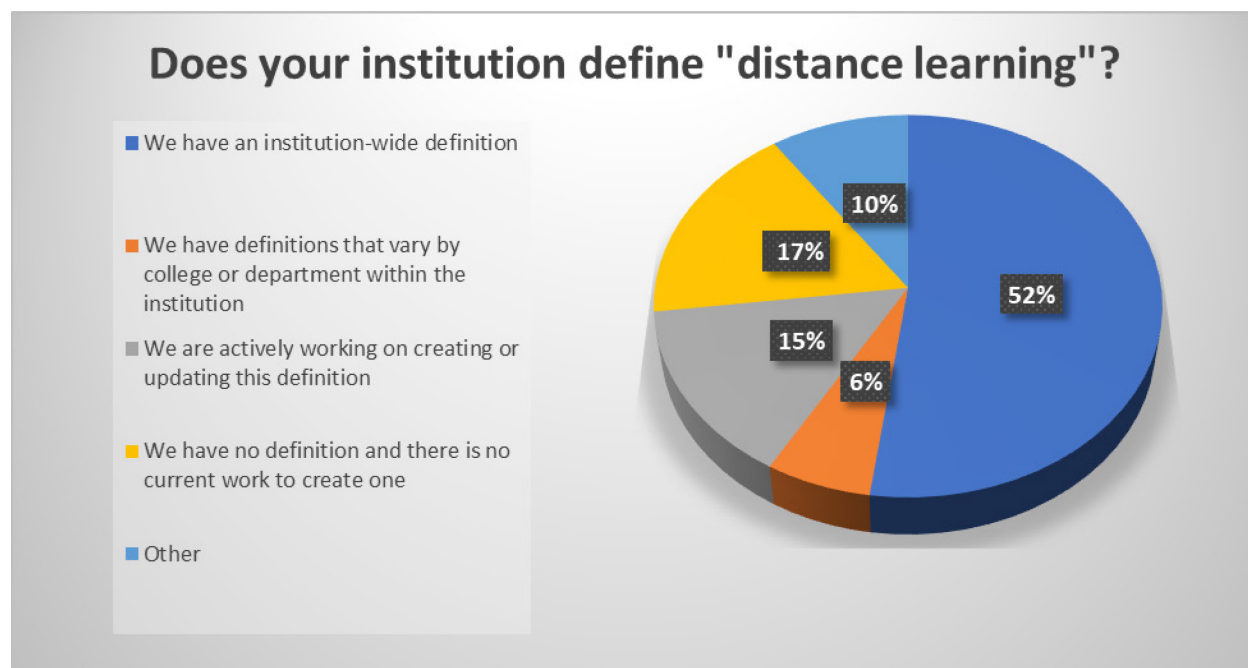 Does your institution define "distance learning"?
We have an institution-wide definition
We have definitions that vary by
college or department within the
institution
We are actively working on creating or
updating this definition
We have no definition and there is no
current work to create one
Other
10%
17%
52%
15%
6%